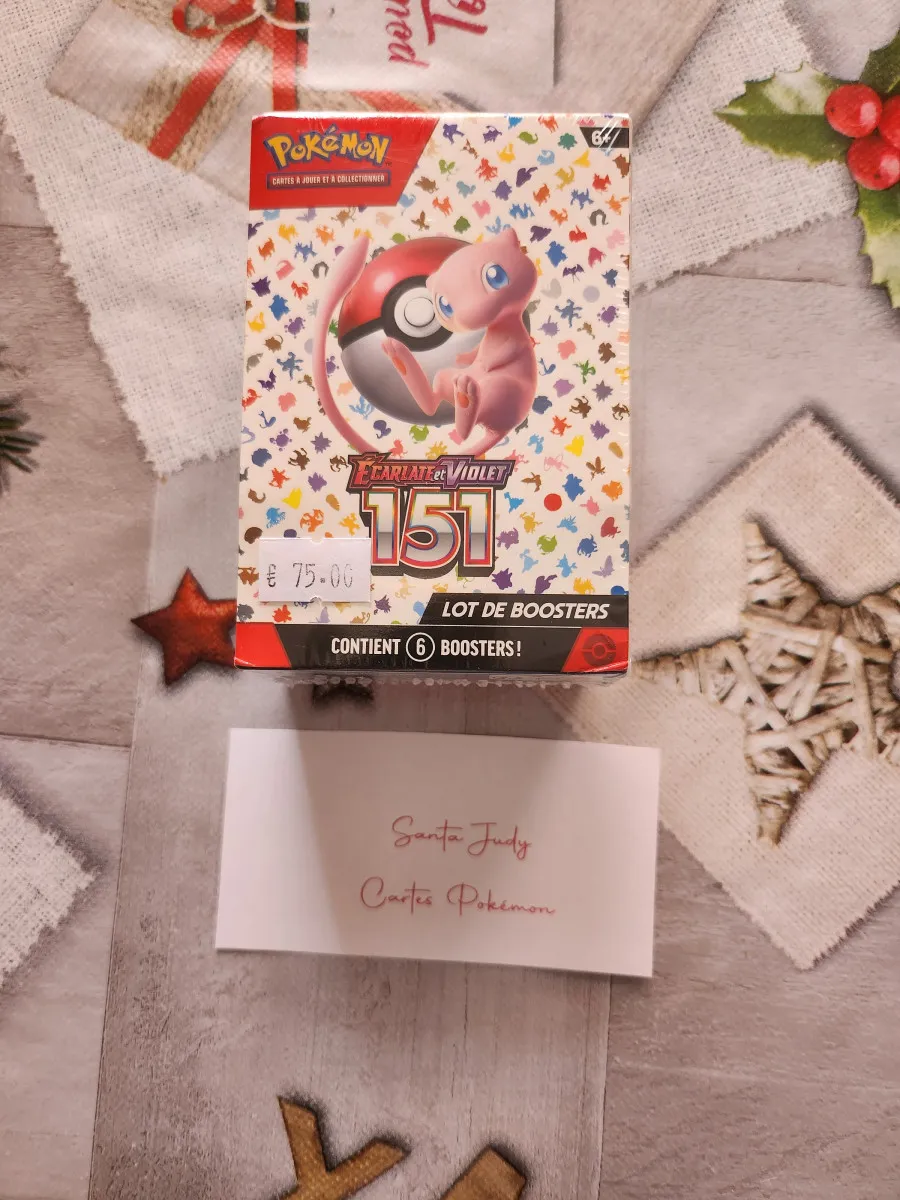 POKÉMON
CARTES À JOUER ET À COLLECTIONNER
6+
ÉCARLATE et VIOLET
151
€ 75.00
LOT DE BOOSTERS
CONTIENT 6 BOOSTERS!
Santa Judy
Cartes Pokémon